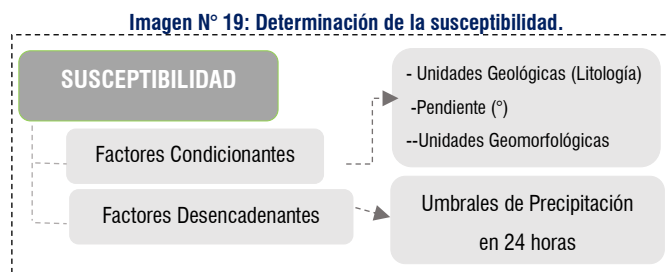 Imagen N° 19: Determinación de la susceptibilidad.
SUSCEPTIBILIDAD
Factores Condicionantes
Factores Desencadenantes
- Unidades Geológicas (Litología)
-Pendiente (°)
--Unidades Geomorfológicas
Umbrales de Precipitación
en 24 horas